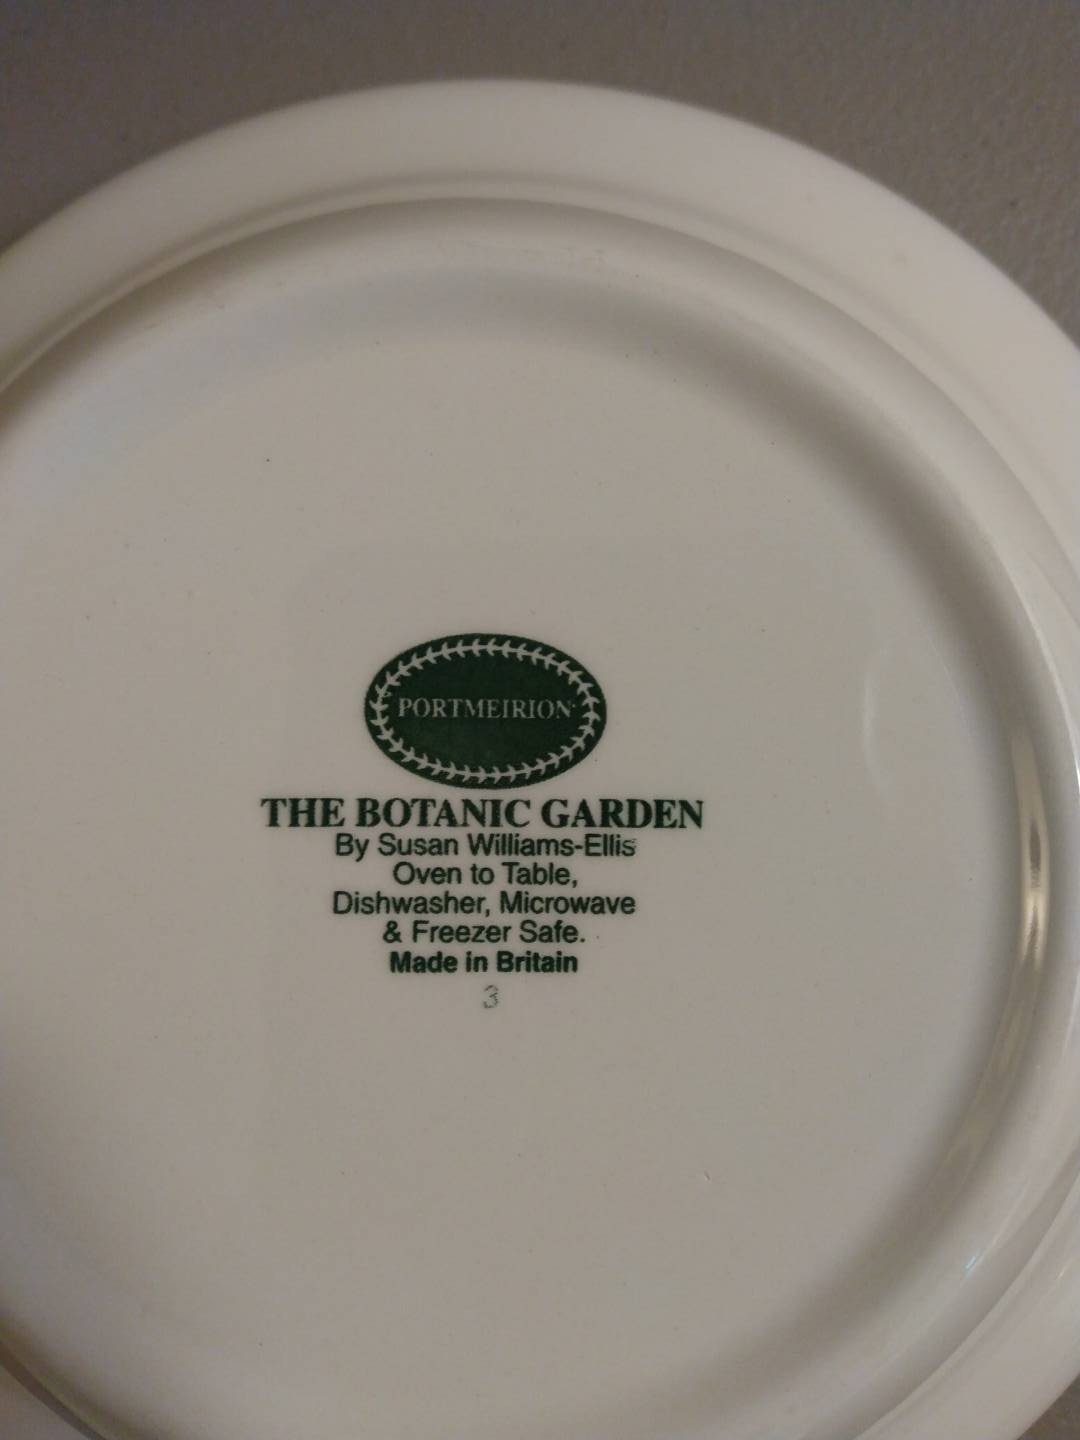 PORTMEIRION
THE BOTANIC GARDEN
By Susan Williams-Ellis
Oven to Table,
Dishwasher, Microwave
& Freezer Safe.
Made in Britain
3